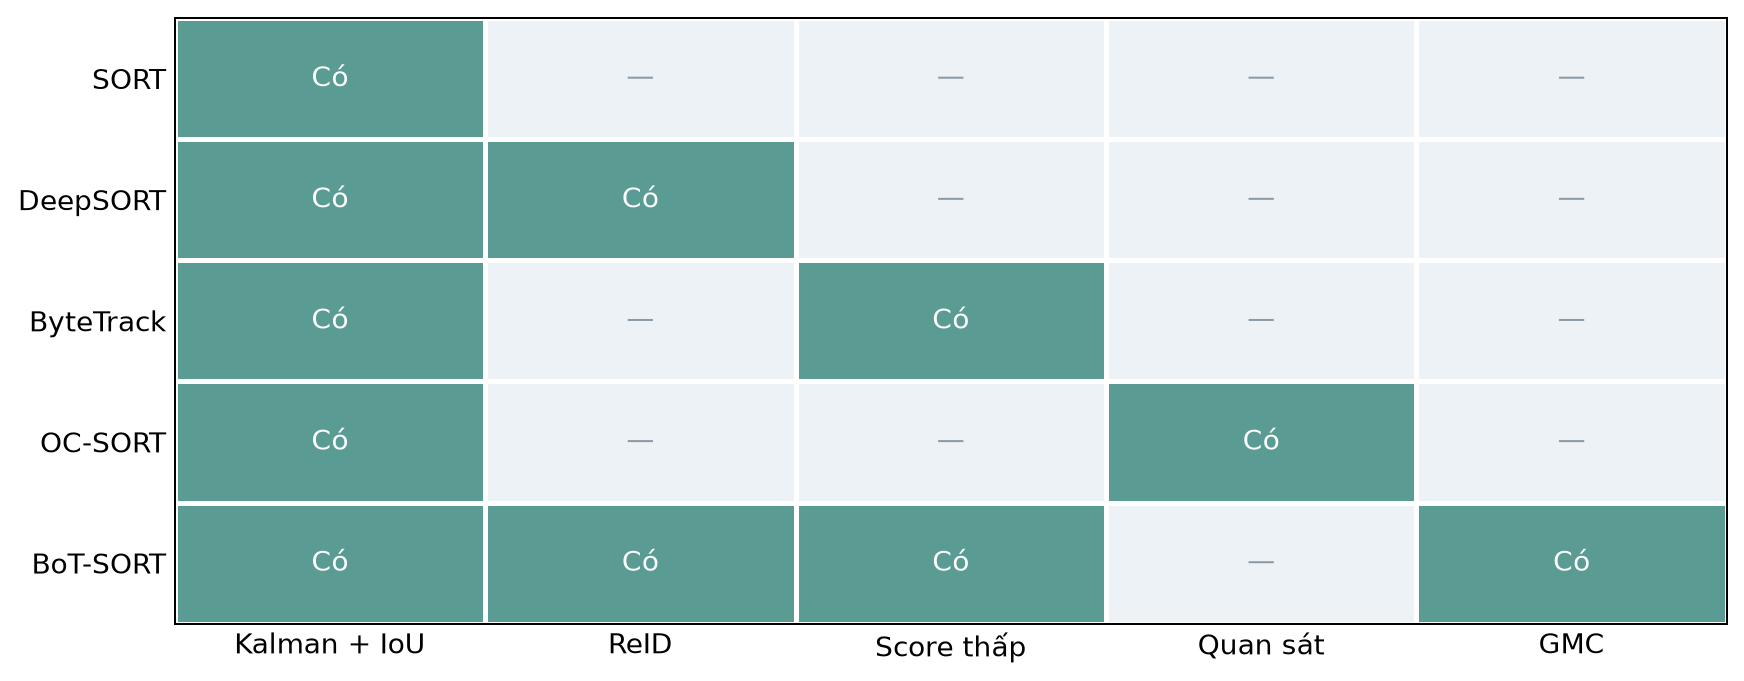 SORT Có — — — —
DeepSORT Có Có — — —
ByteTrack Có — Có — —
OC-SORT Có — — Có —
BoT-SORT Có Có Có — Có
Kalman + IoU ReID Score thấp Quan sát GMC